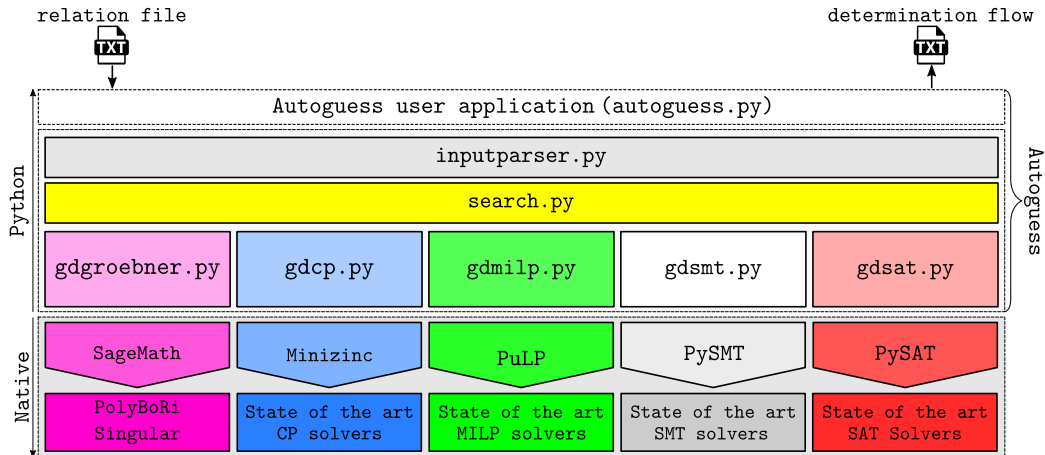 relation file
determination flow
TXT
TXT
Autoguess user application (autoguess.py)
inputparser.py
search.py
gdgroebner.py
gdcp.py
gdmilp.py
gdsmt.py
gdsat.py
Python
Autoguess
SageMath
Minizinc
PuLP
PySMT
PySAT
PolyBoRi
Singular
State of the art
CP solvers
State of the art
MILP solvers
State of the art
SMT solvers
State of the art
SAT Solvers
Native